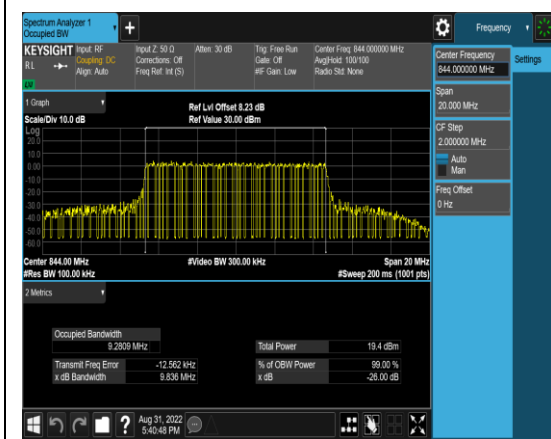 Spectrum Analyzer 1
Occupied BW
Frequency
KEYSIGHT
RL
Input: RF
Coupling: DC
Align: Auto
Input Z: 50 Ω
Corrections: Off
Freq Ref: Int (S)
Atten: 30 dB
Trig: Free Run
Gate: Off
#IF Gain: Low
Center Freq: 844.000000 MHz
Avg|Hold: 100/100
Radio Std: None
Center Frequency
844.000000 MHz
Settings
Span
20.000 MHz
CF Step
2.000000 MHz
Auto
Man
Freq Offset
0 Hz
1 Graph
Scale/Div 10.0 dB
Ref Lvl Offset 8.23 dB
Ref Value 30.00 dBm
Log
20.0
10.0
0.00
-10.0
-20.0
-30.0
-40.0
-50.0
-60.0
Center 844.00 MHz
#Res BW 100.00 kHz
#Video BW 300.00 kHz
Span 20 MHz
#Sweep 200 ms (1001 pts)
2 Metrics
Occupied Bandwidth
9.2809 MHz
Total Power 19.4 dBm
Transmit Freq Error -12.562 kHz
% of OBW Power 99.00 %
x dB Bandwidth 9.836 MHz
x dB -26.00 dB
?
Aug 31, 2022
5:40:48 PM